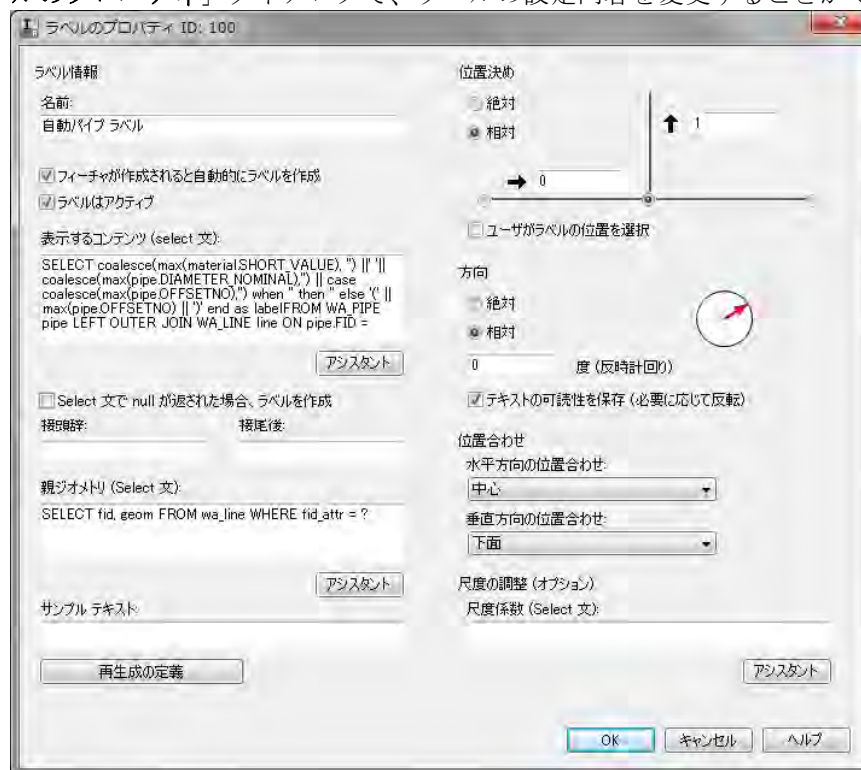 ラベルのプロパティ ID: 100
ラベル情報
名前:
自動パイプ ラベル
フィーチャが作成されると自動的にラベルを作成
ラベルはアクティブ
表示するコンテンツ (select 文):
SELECT coalesce(max(material.SHORT_VALUE), '') || ' '||
coalesce(max(pipe.DIAMETER_NOMINAL),'') || case
coalesce(max(pipe.OFFSETNO),'') when '' then '' else '(' ||
max(pipe.OFFSETNO) || ')' end as labelFROM WA_PIPE
pipe LEFT OUTER JOIN WA_LINE line ON pipe.FID =
アシスタント
Select 文で null が返された場合、ラベルを作成
接頭辞:
接尾後:
親ジオメトリ (Select 文):
SELECT fid, geom FROM wa_line WHERE fid_attr = ?
アシスタント
サンプル テキスト:
再生成の定義
位置決め
絶対
相対
1
0
ユーザがラベルの位置を選択
方向
絶対
相対
0 度 (反時計回り)
テキストの可読性を保存 (必要に応じて反転)
位置合わせ
水平方向の位置合わせ:
中心
垂直方向の位置合わせ:
下面
尺度の調整 (オプション)
尺度係数 (Select 文):
アシスタント
OK
キャンセル
ヘルプ